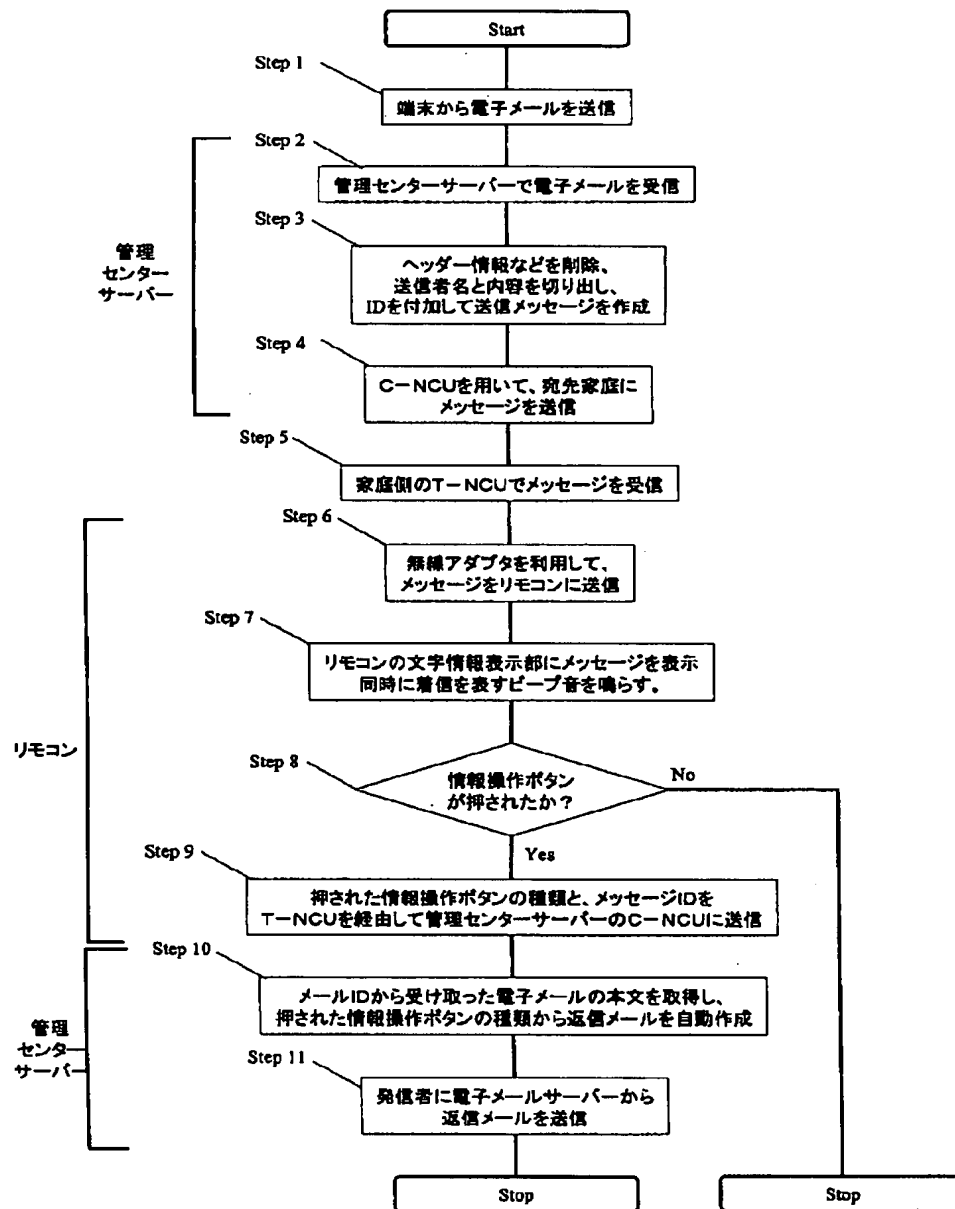 Start
Step 1
端末から電子メールを送信
Step 2
管理センターサーバーで電子メールを受信
Step 3
ヘッダー情報などを削除、
送信者名と内容を切り出し、
IDを付加して送信メッセージを作成
管理
センター
サーバー
Step 4
C-NCUを用いて、宛先家庭に
メッセージを送信
Step 5
家庭側のT-NCUでメッセージを受信
Step 6
無線アダプタを利用して、
メッセージをリモコンに送信
Step 7
リモコンの文字情報表示部にメッセージを表示
同時に着信を表すビープ音を鳴らす。
リモコン
Step 8
情報操作ボタン
が押されたか？
No
Yes
Step 9
押された情報操作ボタンの種類と、メッセージIDを
T-NCUを経由して管理センターサーバーのC-NCUに送信
Step 10
メールIDから受け取った電子メールの本文を取得し、
押された情報操作ボタンの種類から返信メールを自動作成
管理
センター
サーバー
Step 11
発信者に電子メールサーバーから
返信メールを送信
Stop
Stop